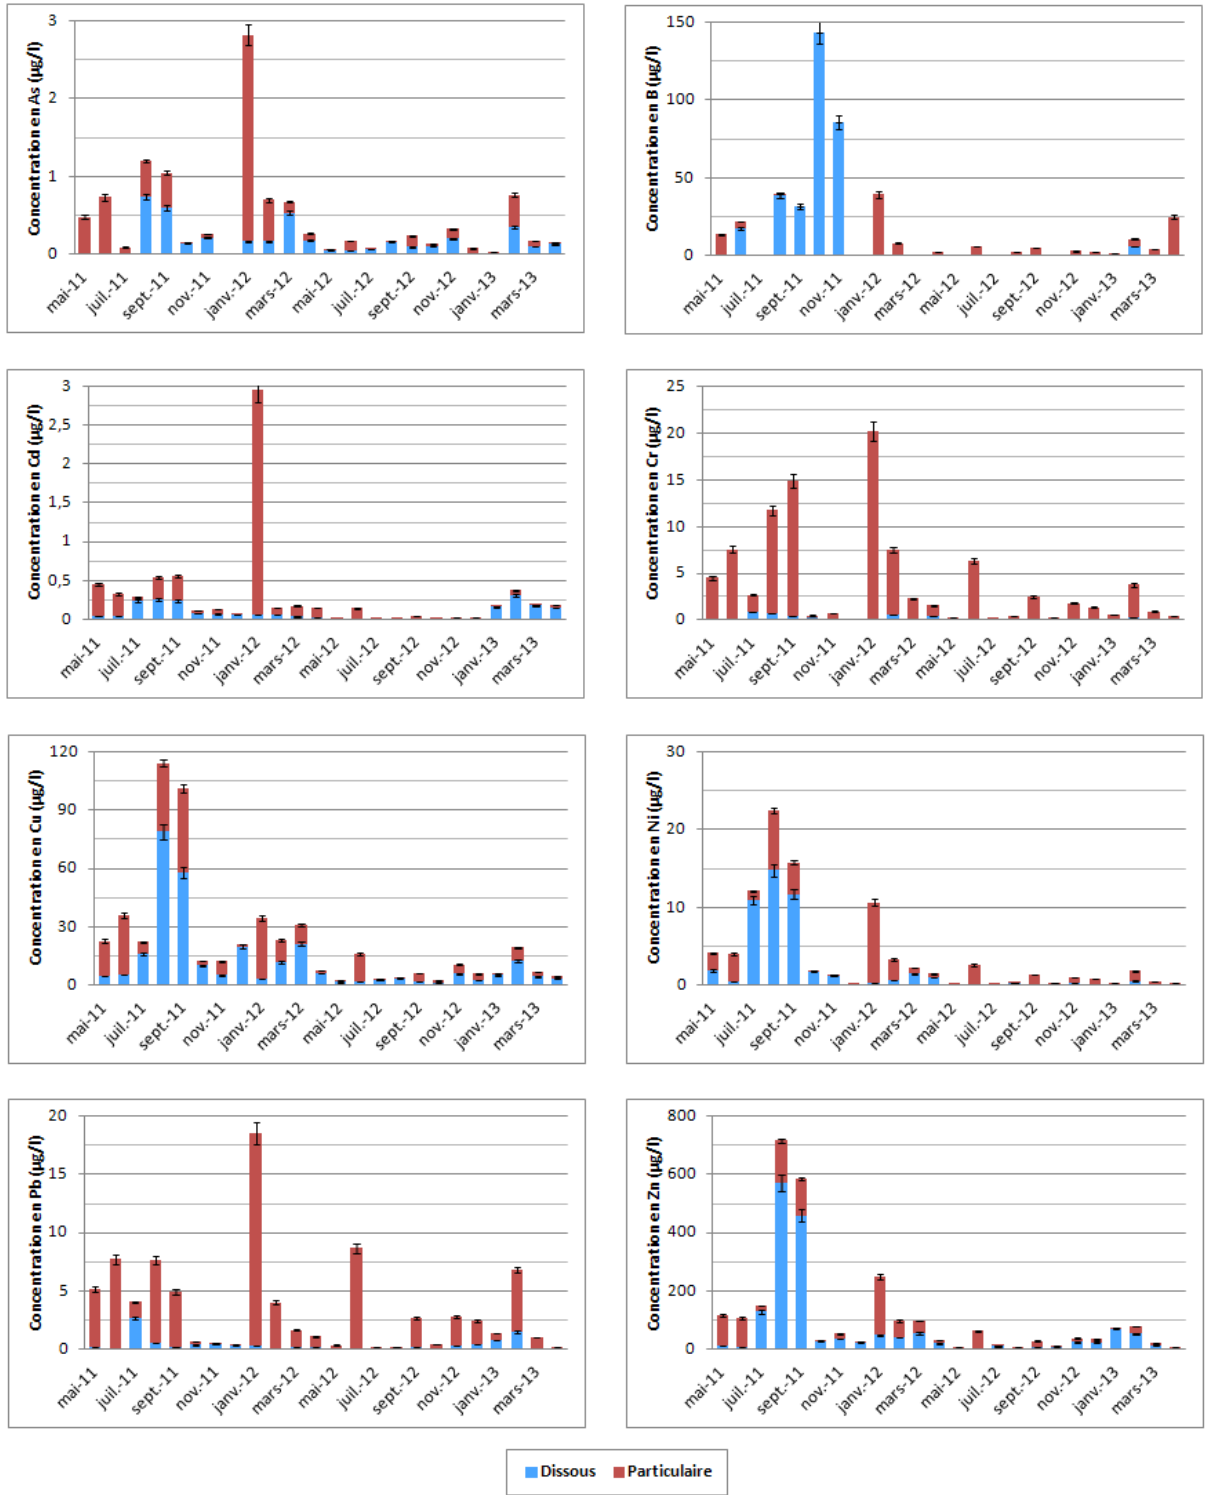 Concentration en As (µg/l)
3
2
1
0
mai-11
juil.-11
sept.-11
nov.-11
janv.-12
mars-12
mai-12
juil.-12
sept.-12
nov.-12
janv.-13
mars-13
Concentration en B (µg/l)
150
100
50
0
mai-11
juil.-11
sept.-11
nov.-11
janv.-12
mars-12
mai-12
juil.-12
sept.-12
nov.-12
janv.-13
mars-13
Concentration en Cd (µg/l)
3
2,5
2
1,5
1
0,5
0
mai-11
juil.-11
sept.-11
nov.-11
janv.-12
mars-12
mai-12
juil.-12
sept.-12
nov.-12
janv.-13
mars-13
Concentration en Cr (µg/l)
25
20
15
10
5
0
mai-11
juil.-11
sept.-11
nov.-11
janv.-12
mars-12
mai-12
juil.-12
sept.-12
nov.-12
janv.-13
mars-13
Concentration en Cu (µg/l)
120
90
60
30
0
mai-11
juil.-11
sept.-11
nov.-11
janv.-12
mars-12
mai-12
juil.-12
sept.-12
nov.-12
janv.-13
mars-13
Concentration en Ni (µg/l)
30
20
10
0
mai-11
juil.-11
sept.-11
nov.-11
janv.-12
mars-12
mai-12
juil.-12
sept.-12
nov.-12
janv.-13
mars-13
Concentration en Pb (µg/l)
20
15
10
5
0
mai-11
juil.-11
sept.-11
nov.-11
janv.-12
mars-12
mai-12
juil.-12
sept.-12
nov.-12
janv.-13
mars-13
Concentration en Zn (µg/l)
800
600
400
200
0
mai-11
juil.-11
sept.-11
nov.-11
janv.-12
mars-12
mai-12
juil.-12
sept.-12
nov.-12
janv.-13
mars-13
Dissous Particulaire